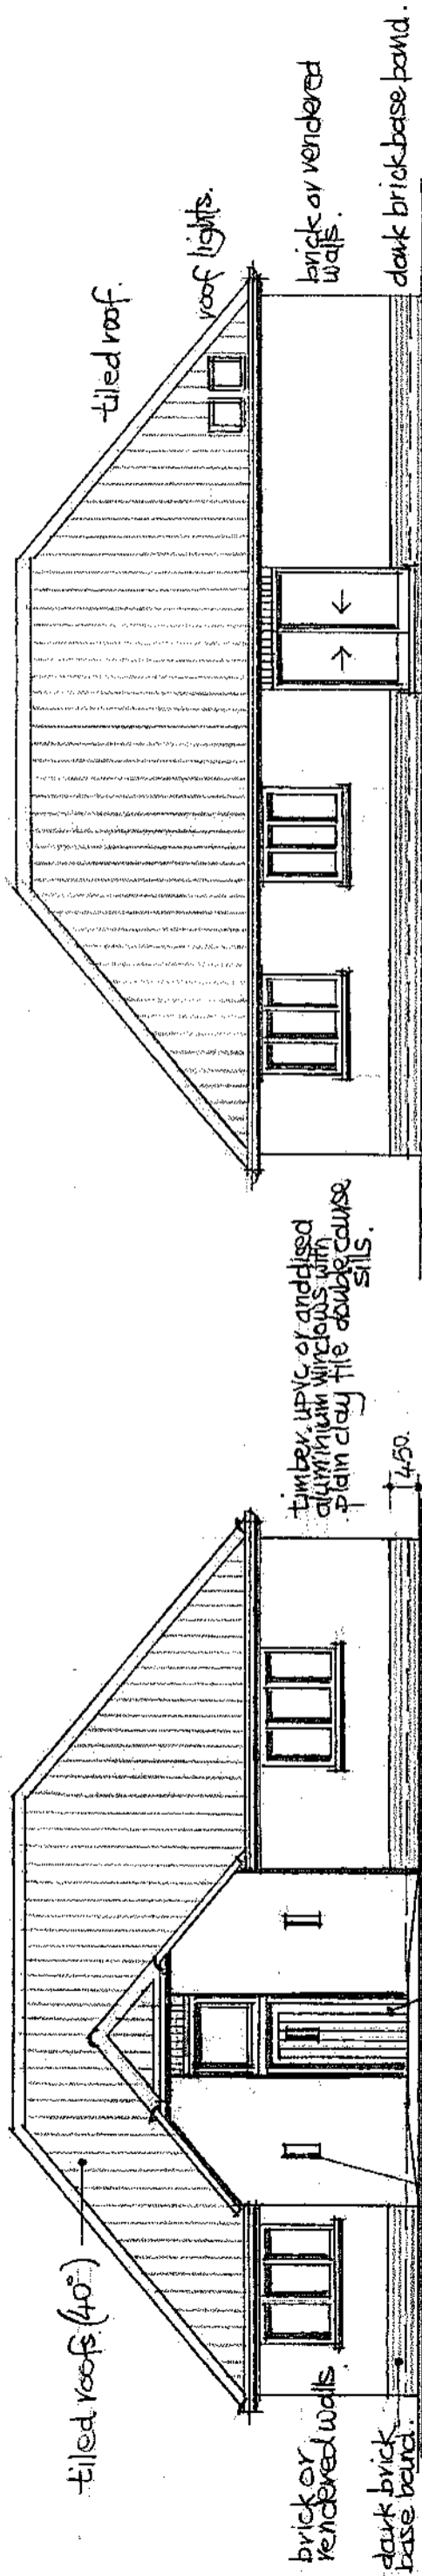 tiled roofs (40°)
brick or
rendered walls.
dark brick
base band.
timber. upvc. or anodised
aluminium windows with
plain clay tile double course
sills.
450.
tiled roof.
roof lights.
brick or rendered
walls.
dark brick base band.